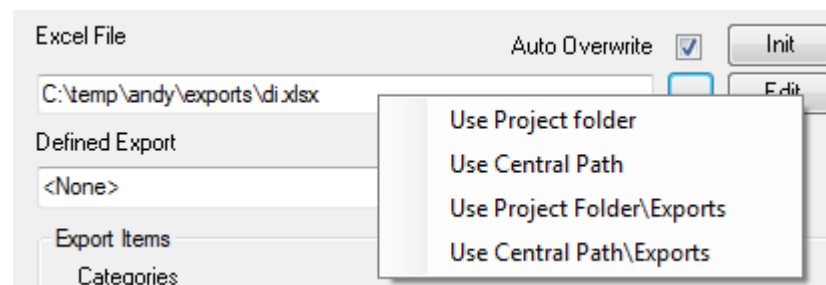 Excel File
Auto Overwrite
Init
C:\temp\andy\exports\di.xlsx
Edit
Defined Export
Use Project folder
Use Central Path
<None>
Use Project Folder\Exports
Export Items
Use Central Path\Exports
Categories